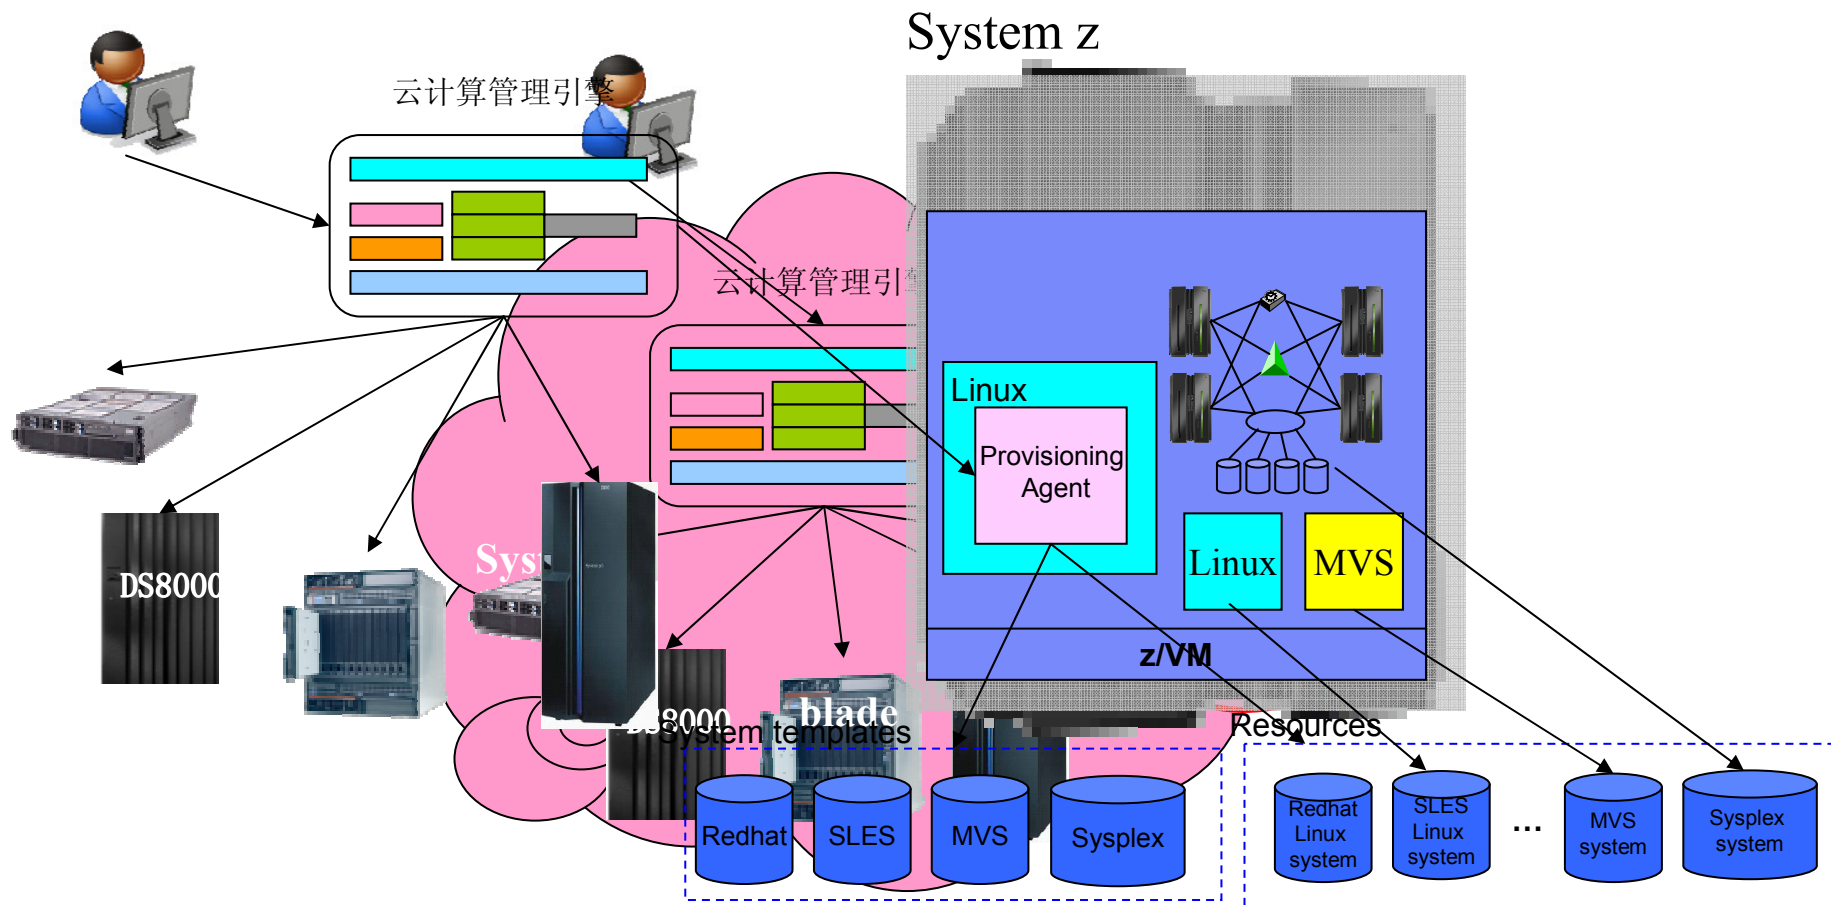 System z
云计算管理引擎
云计算管理引
Linux
Provisioning
Agent
Linux
MVS
z/VM
DS8000
Syst
DS8000
blade
System templates
Resources
Redhat
SLES
MVS
Sysplex
Redhat
Linux
system
SLES
Linux
system
...
MVS
system
Sysplex
system